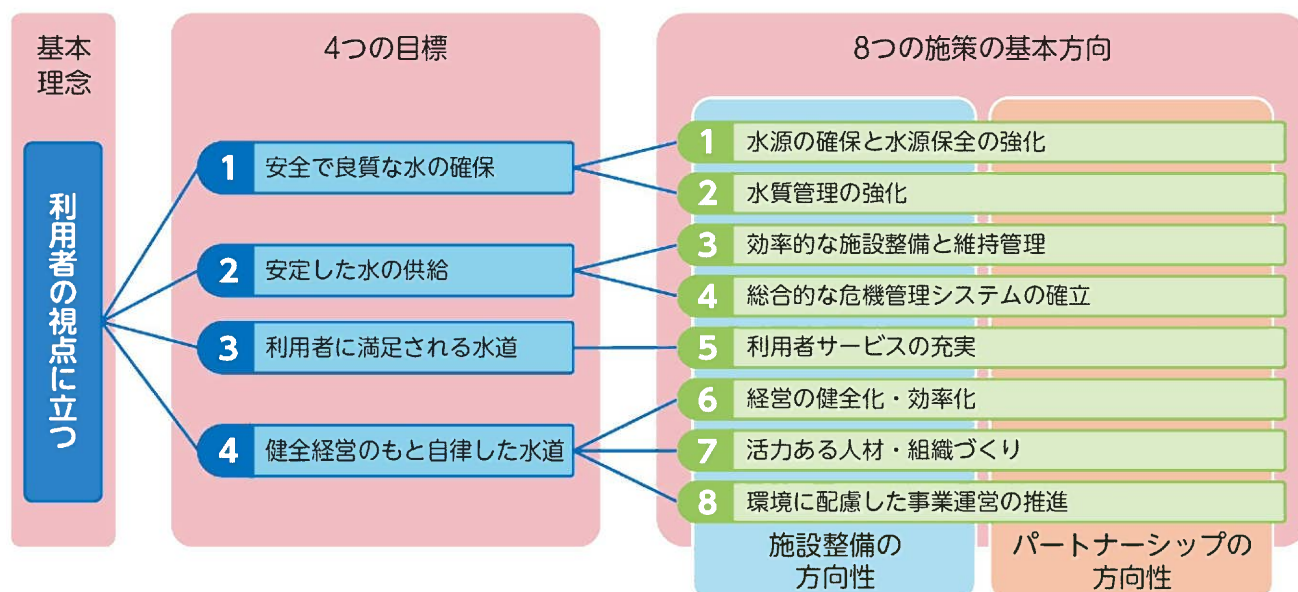 基本
理念
4つの目標
8つの施策の基本方向
利用者の視点に立つ
1 安全で良質な水の確保
2 安定した水の供給
3 利用者に満足される水道
4 健全経営のもと自律した水道
1 水源の確保と水源保全の強化
2 水質管理の強化
3 効率的な施設整備と維持管理
4 総合的な危機管理システムの確立
5 利用者サービスの充実
6 経営の健全化・効率化
7 活力ある人材・組織づくり
8 環境に配慮した事業運営の推進
施設整備の
方向性
パートナーシップの
方向性